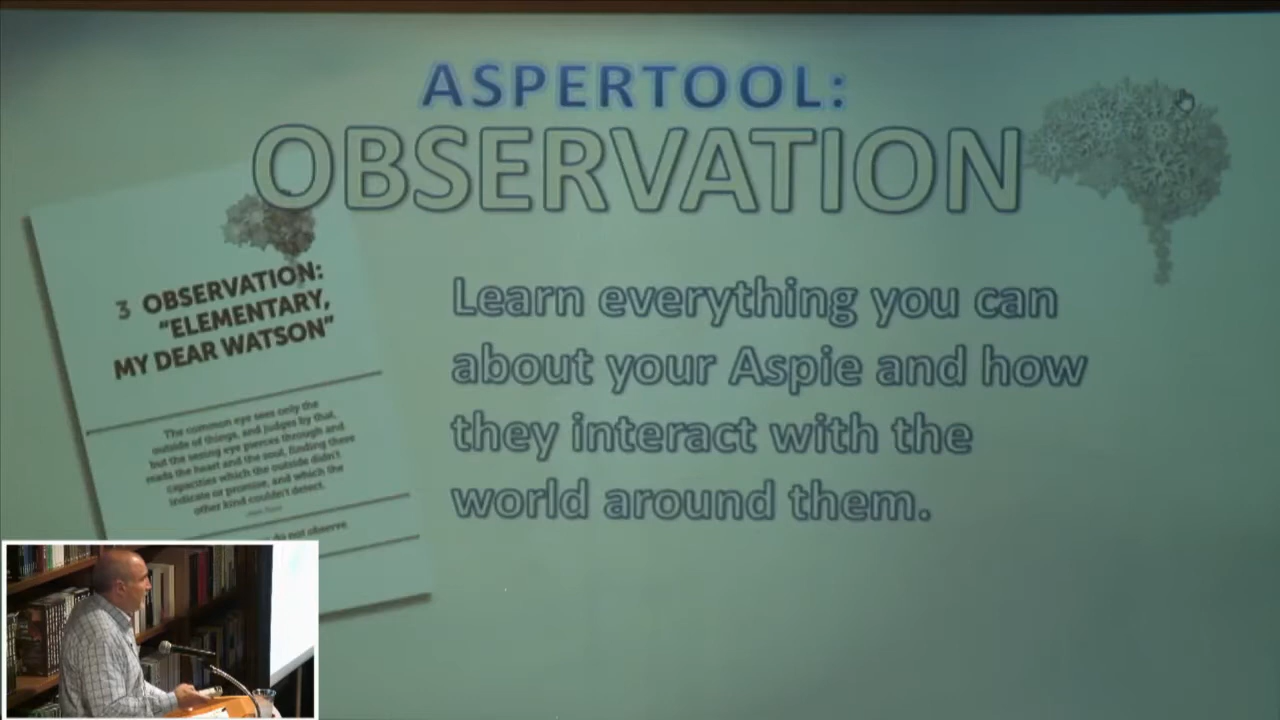 ASPERTOOL:
OBSERVATION
3 OBSERVATION:
"ELEMENTARY,
MY DEAR WATSON"
The common eye sees only the
outside of things, and judges by that,
but the seeing eye pierces through and
reads the heart and the soul, finding there
capacities which the outside didn't
indicate or promise, and which the
other kind couldn't detect.
do not observe
Learn everything you can
about your Aspie and how
they interact with the
world around them.